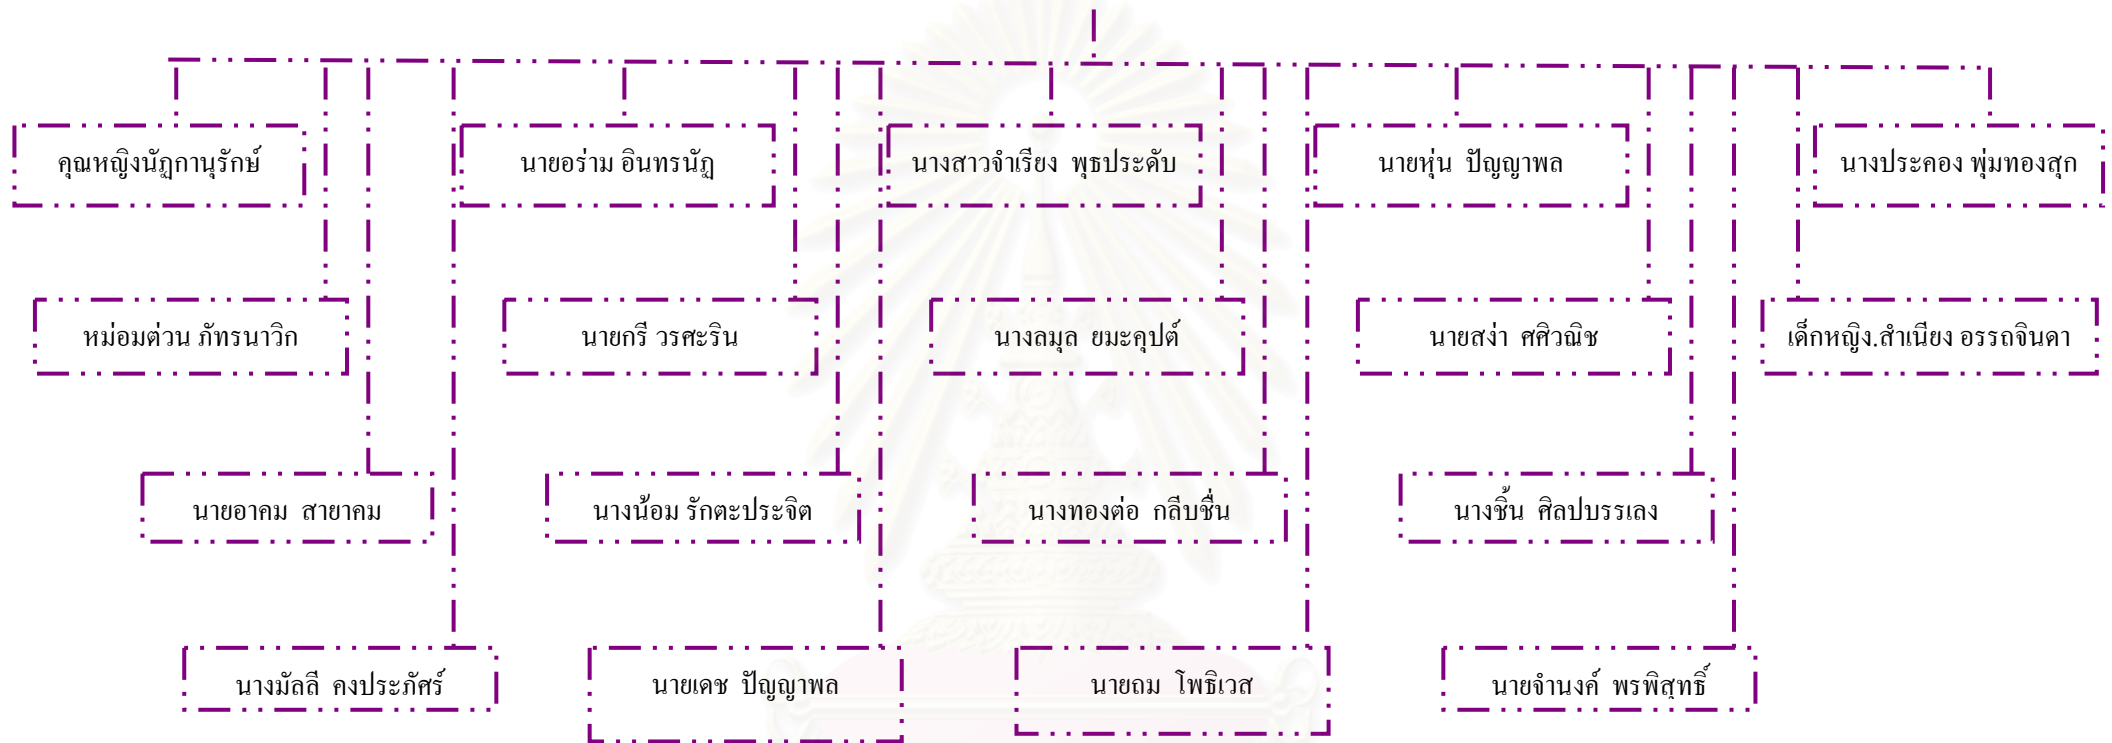 คุณหญิงนัฏกานุรักษ์
นายอร่าม อินทรนัฏ
นางสาวจำเรียง พุธประดับ
นายหุ่น ปัญญาพล
นางประคอง พุ่มทองสุก
หม่อมต่วน ภัทรนาวิก
นายกรี วรศะริน
นางลมุล ยมะคุปต์
นายสง่า ศศิวณิช
เด็กหญิง.สำเนียง อรรถจินดา
นายอาคม สายาคม
นางน้อม รักตะประจิต
นางทองต่อ กลีบชื่น
นางชิ้น ศิลปบรรเลง
นางมัลลี คงประภัศร์
นายเดช ปัญญาพล
นายถม โพธิเวส
นายจำนงค์ พรพิสุทธิ์